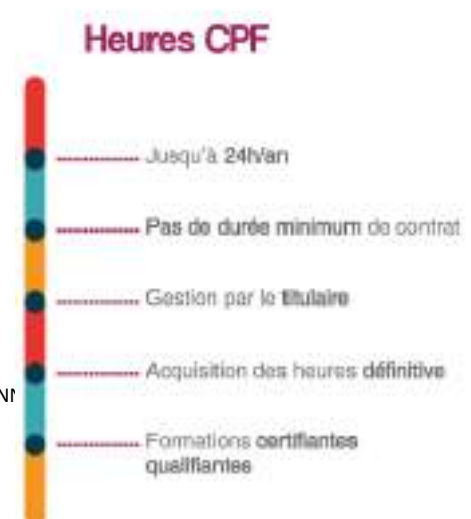 Heures CPF
Jusqu'à 24h/an
Pas de durée minimum de contrat
Gestion par le titulaire
Acquisition des heures définitive
Formations certifiantes
qualifiantes